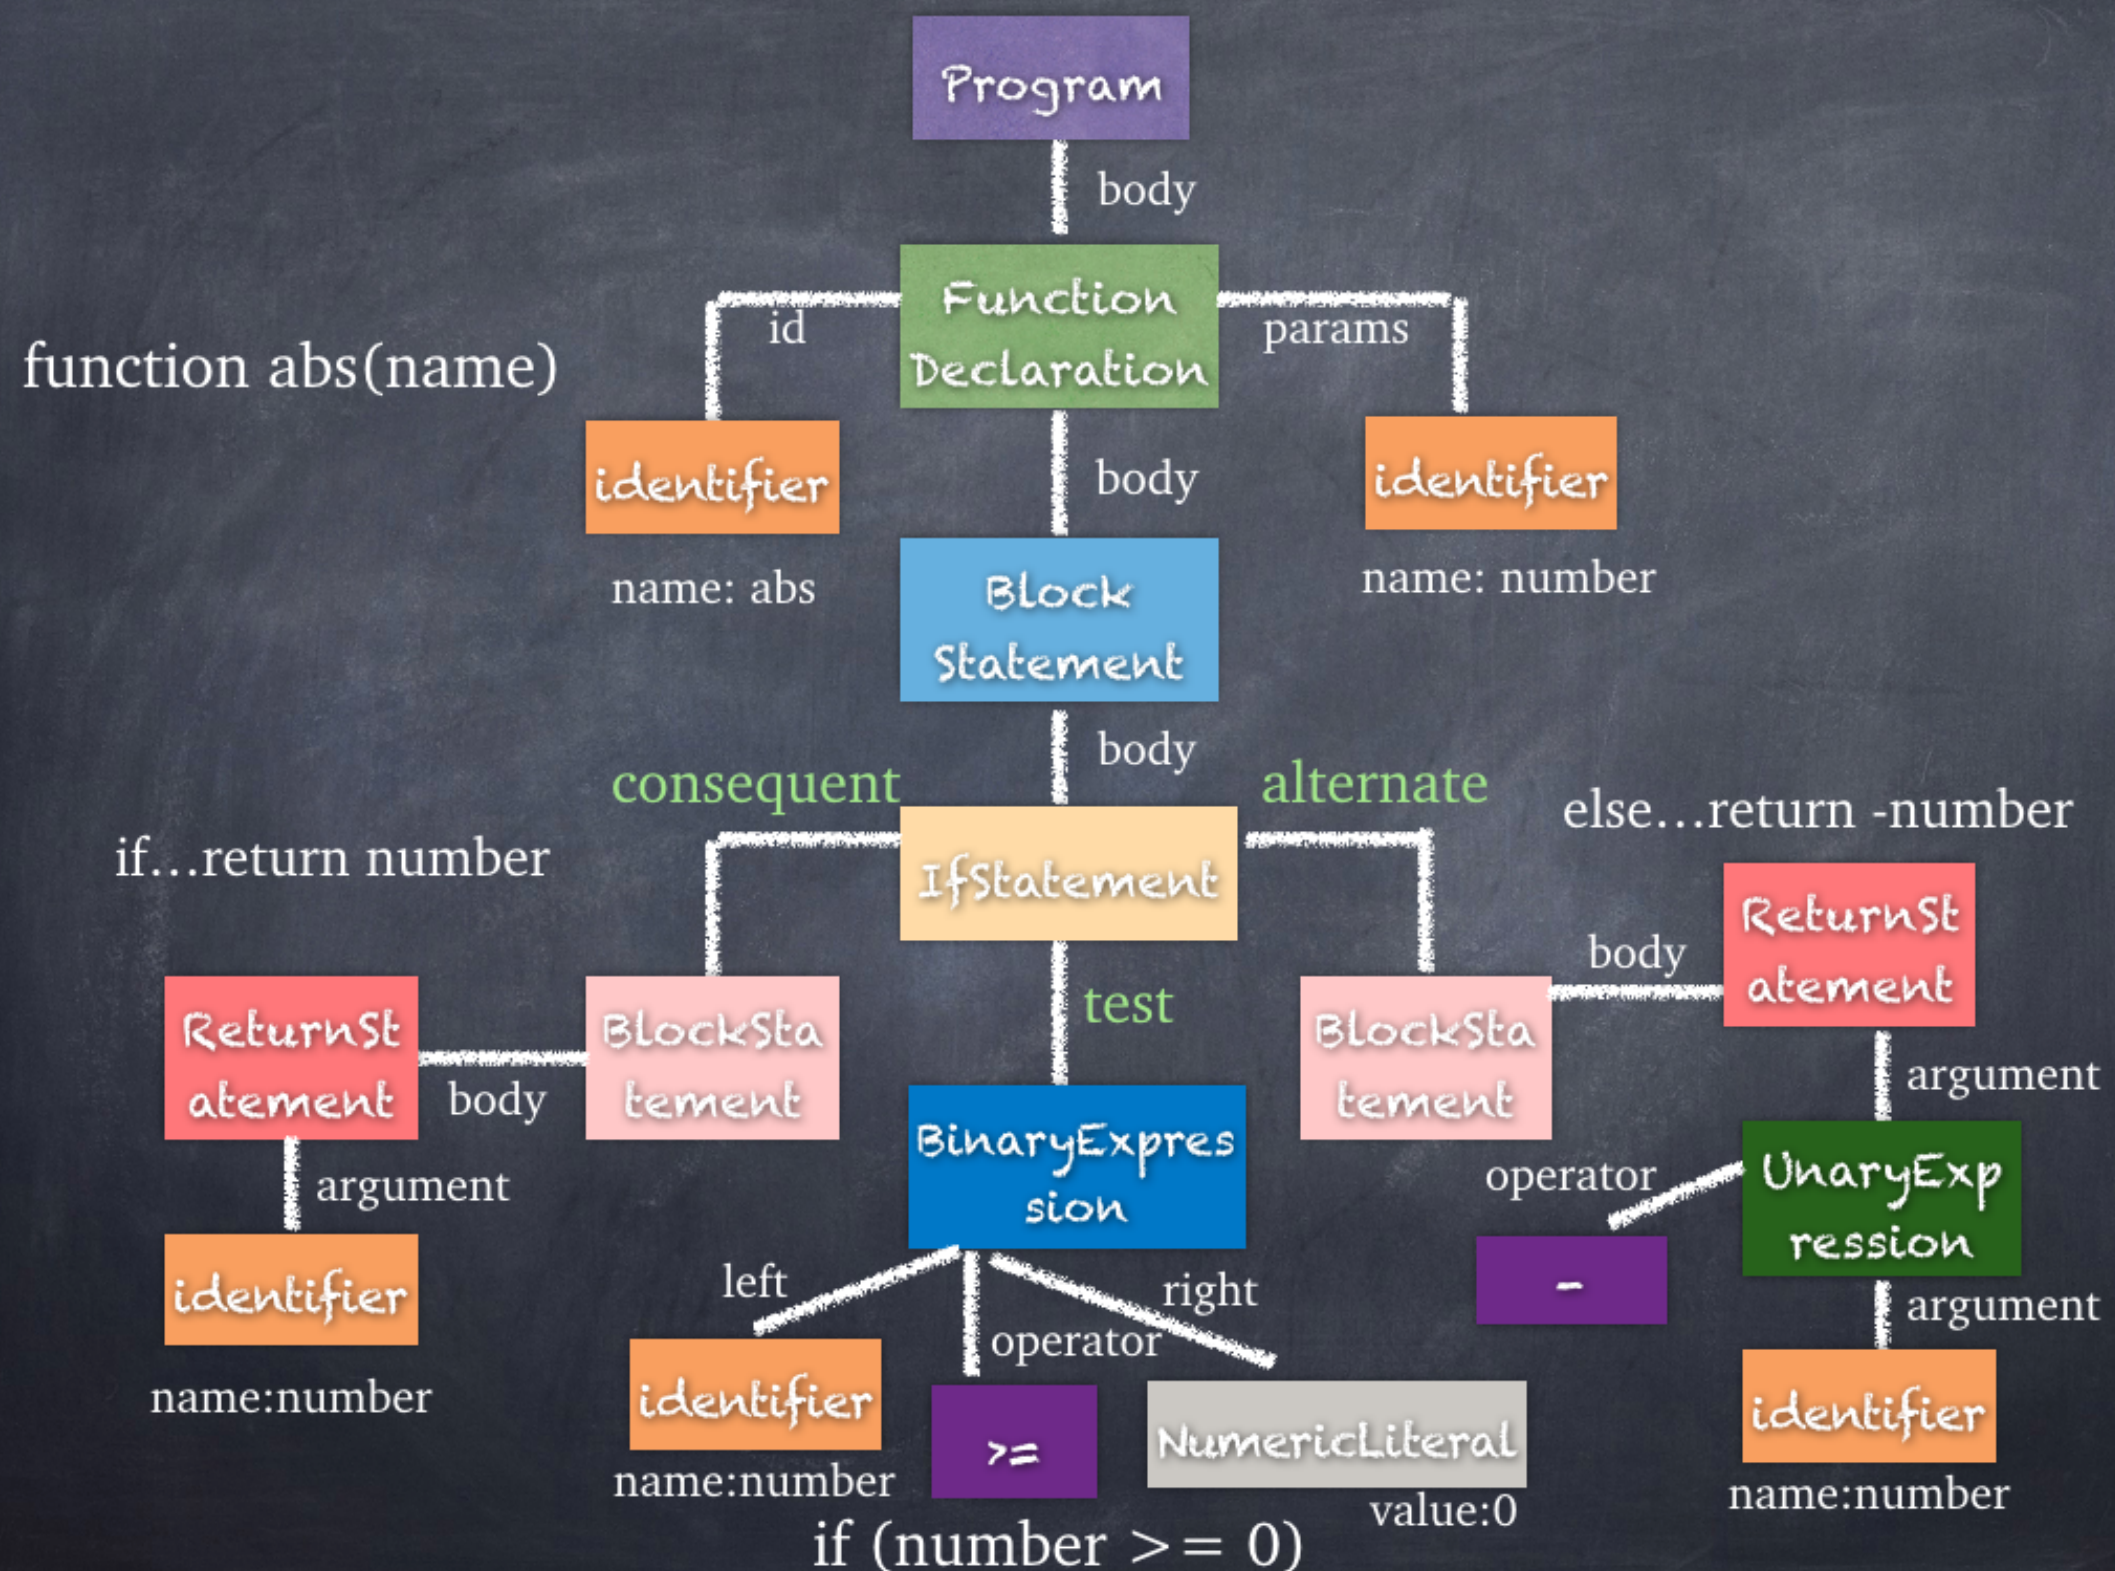 Program
body
Function
Declaration
id
params
function abs(name)
identifier
identifier
body
name: abs
name: number
Block
Statement
body
consequent
alternate
else...return -number
if...return number
IfStatement
ReturnSt
atement
body
BlockSta
tement
test
BlockSta
tement
body
ReturnSt
atement
argument
identifier
name:number
BinaryExpres
sion
left
operator
right
identifier
name:number
>=
NumericLiteral
value:0
if (number >= 0)
argument
operator
UnaryExp
ression
-
argument
identifier
name:number